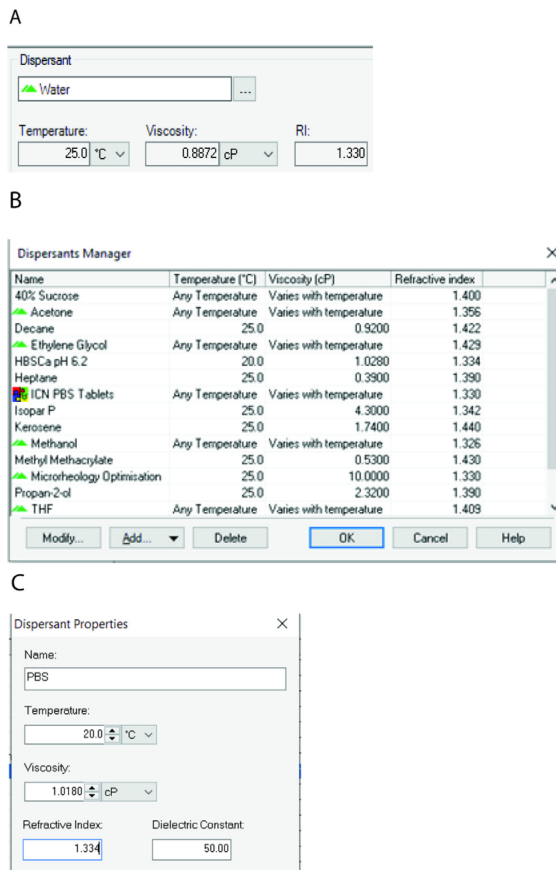 A
Dispersant
Water ...
Temperature: Viscosity: RI:
25.0 °C 0.8872 cP 1.330
B
Dispersants Manager
Name Temperature (°C) Viscosity (cP) Refractive index
40% Sucrose Any Temperature Varies with temperature 1.400
Acetone Any Temperature Varies with temperature 1.356
Decane 25.0 0.9200 1.422
Ethylene Glycol Any Temperature Varies with temperature 1.429
HBSCa pH 6.2 20.0 1.0280 1.334
Heptane 25.0 0.3900 1.390
ICN PBS Tablets Any Temperature Varies with temperature 1.330
Isopar P 25.0 4.3000 1.342
Kerosene 25.0 1.7400 1.440
Methanol Any Temperature Varies with temperature 1.326
Methyl Methacrylate 25.0 0.5300 1.430
Microrheology Optimisation 25.0 10.0000 1.330
Propan-2-ol 25.0 2.3200 1.390
THF Any Temperature Varies with temperature 1.409
Modify... Add... Delete OK Cancel Help
C
Dispersant Properties
Name:
PBS
Temperature:
20.0 °C
Viscosity:
1.0180 cP
Refractive Index: Dielectric Constant:
1.334 50.00